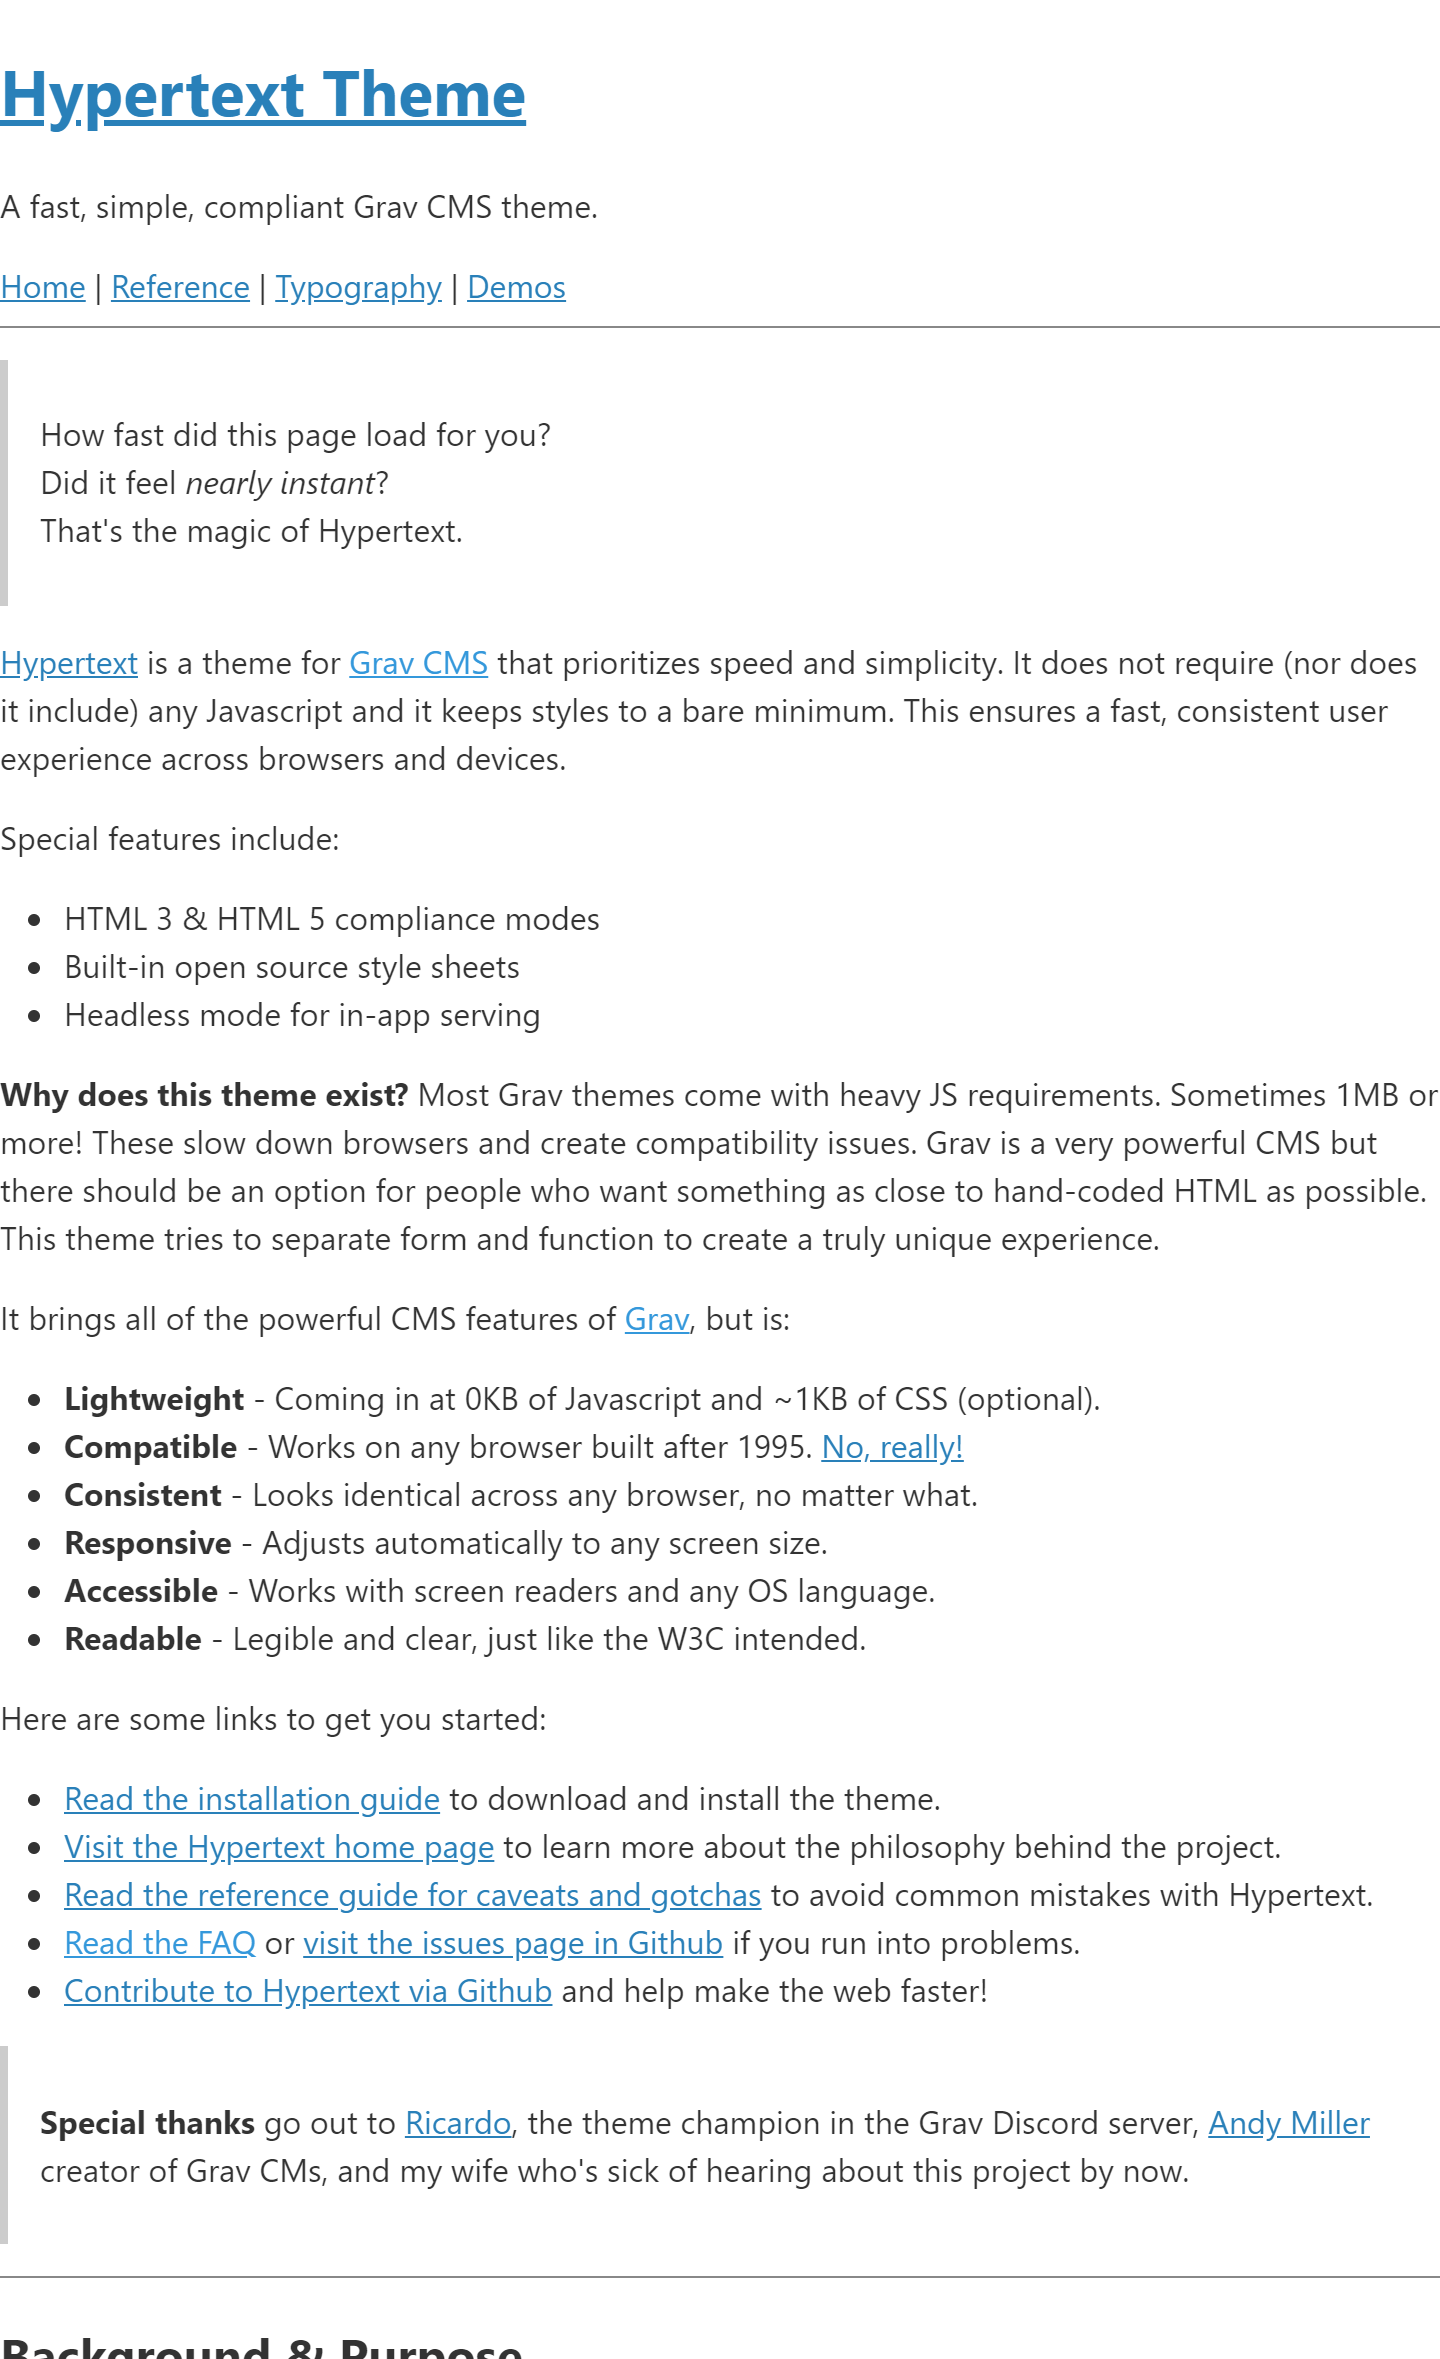 Hypertext Theme
A fast, simple, compliant Grav CMS theme.
Home | Reference | Typography | Demos
How fast did this page load for you?
Did it feel nearly instant?
That's the magic of Hypertext.
Hypertext is a theme for Grav CMS that prioritizes speed and simplicity. It does not require (nor does
it include) any Javascript and it keeps styles to a bare minimum. This ensures a fast, consistent user
experience across browsers and devices.
Special features include:
• HTML 3 & HTML 5 compliance modes
• Built-in open source style sheets
• Headless mode for in-app serving
Why does this theme exist? Most Grav themes come with heavy JS requirements. Sometimes 1MB or
more! These slow down browsers and create compatibility issues. Grav is a very powerful CMS but
there should be an option for people who want something as close to hand-coded HTML as possible.
This theme tries to separate form and function to create a truly unique experience.
It brings all of the powerful CMS features of Grav, but is:
• Lightweight - Coming in at 0KB of Javascript and ~1KB of CSS (optional).
• Compatible - Works on any browser built after 1995. No, really!
• Consistent - Looks identical across any browser, no matter what.
• Responsive - Adjusts automatically to any screen size.
• Accessible - Works with screen readers and any OS language.
• Readable - Legible and clear, just like the W3C intended.
Here are some links to get you started:
• Read the installation guide to download and install the theme.
• Visit the Hypertext home page to learn more about the philosophy behind the project.
• Read the reference guide for caveats and gotchas to avoid common mistakes with Hypertext.
• Read the FAQ or visit the issues page in Github if you run into problems.
• Contribute to Hypertext via Github and help make the web faster!
Special thanks go out to Ricardo, the theme champion in the Grav Discord server, Andy Miller
creator of Grav CMs, and my wife who's sick of hearing about this project by now.
Background & Purpose